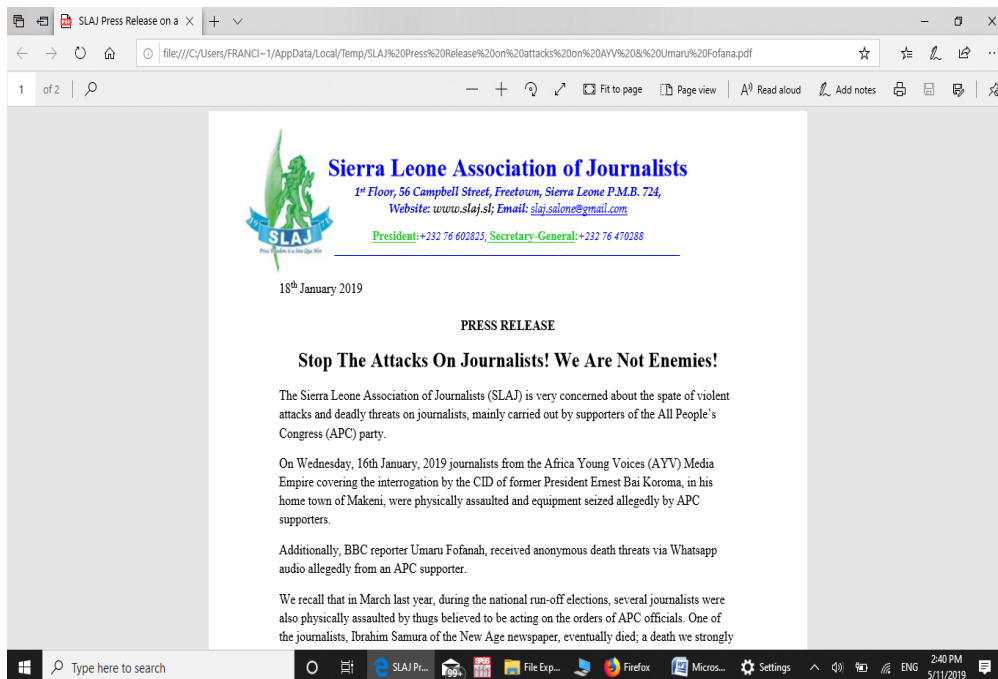 SLAJ Press Release on a
file:///C:/Users/FRANCI~1/AppData/Local/Temp/SLAJ%20Press%20Release%20on%20attacks%20on%20AYV%20&%20Umaru%20Fofana.pdf
1 of 2
Fit to page
Page view
Read aloud
Add notes
Sierra Leone Association of Journalists
1st Floor, 56 Campbell Street, Freetown, Sierra Leone P.M.B. 724,
Website: www.slaj.sl; Email: slaj.salone@gmail.com
President:+232 76 602825, Secretary-General:+232 76 470288
SLAJ
18th January 2019
PRESS RELEASE
Stop The Attacks On Journalists! We Are Not Enemies!
The Sierra Leone Association of Journalists (SLAJ) is very concerned about the spate of violent
attacks and deadly threats on journalists, mainly carried out by supporters of the All People’s
Congress (APC) party.
On Wednesday, 16th January, 2019 journalists from the Africa Young Voices (AYV) Media
Empire covering the interrogation by the CID of former President Ernest Bai Koroma, in his
home town of Makeni, were physically assaulted and equipment seized allegedly by APC
supporters.
Additionally, BBC reporter Umaru Fofanah, received anonymous death threats via Whatsapp
audio allegedly from an APC supporter.
We recall that in March last year, during the national run-off elections, several journalists were
also physically assaulted by thugs believed to be acting on the orders of APC officials. One of
the journalists, Ibrahim Samura of the New Age newspaper, eventually died; a death we strongly
Type here to search
SLAJ Pr...
99+
File Exp...
Firefox
Micros...
Settings
ENG
2:40 PM
5/11/2019